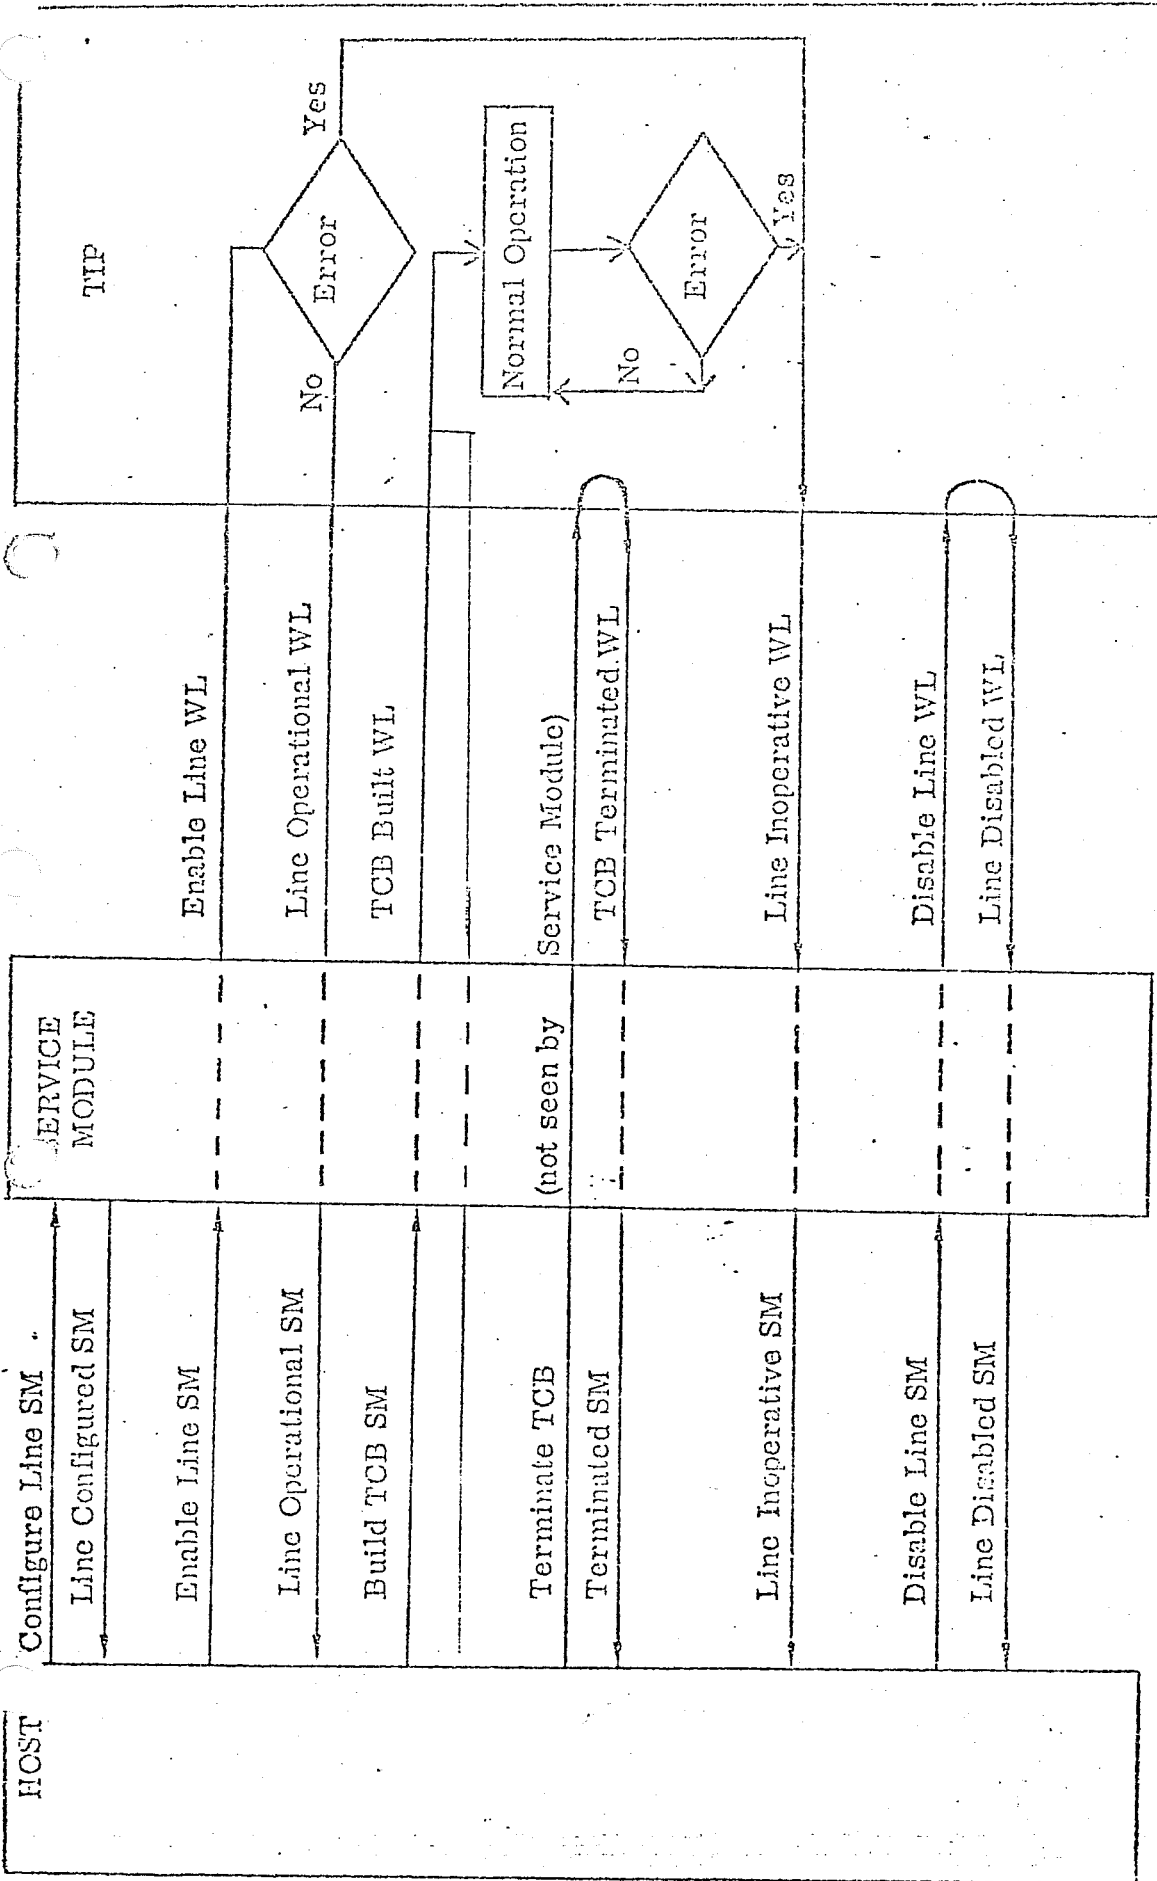 HOST
SERVICE
MODULE
TIP
Configure Line SM
Line Configured SM
Enable Line SM
Enable Line WL
Error
Yes
No
Line Operational SM
Line Operational WL
Build TCB SM
TCB Built WL
Normal Operation
Error
No
Yes
Terminate TCB
(not seen by Service Module)
Terminated SM
TCB Terminated WL
Line Inoperative SM
Line Inoperative WL
Disable Line SM
Disable Line WL
Line Disabled SM
Line Disabled WL